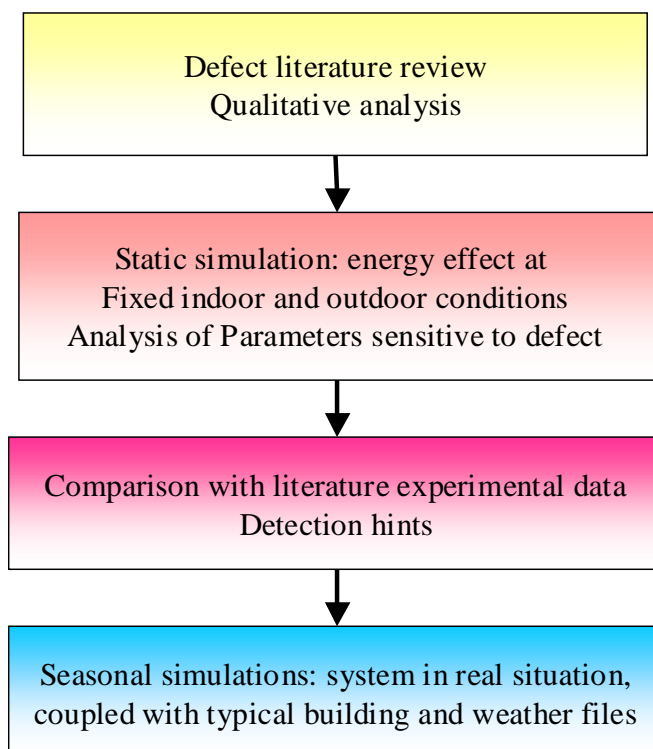 Defect literature review
Qualitative analysis
Static simulation: energy effect at
Fixed indoor and outdoor conditions
Analysis of Parameters sensitive to defect
Comparison with literature experimental data
Detection hints
Seasonal simulations: system in real situation,
coupled with typical building and weather files